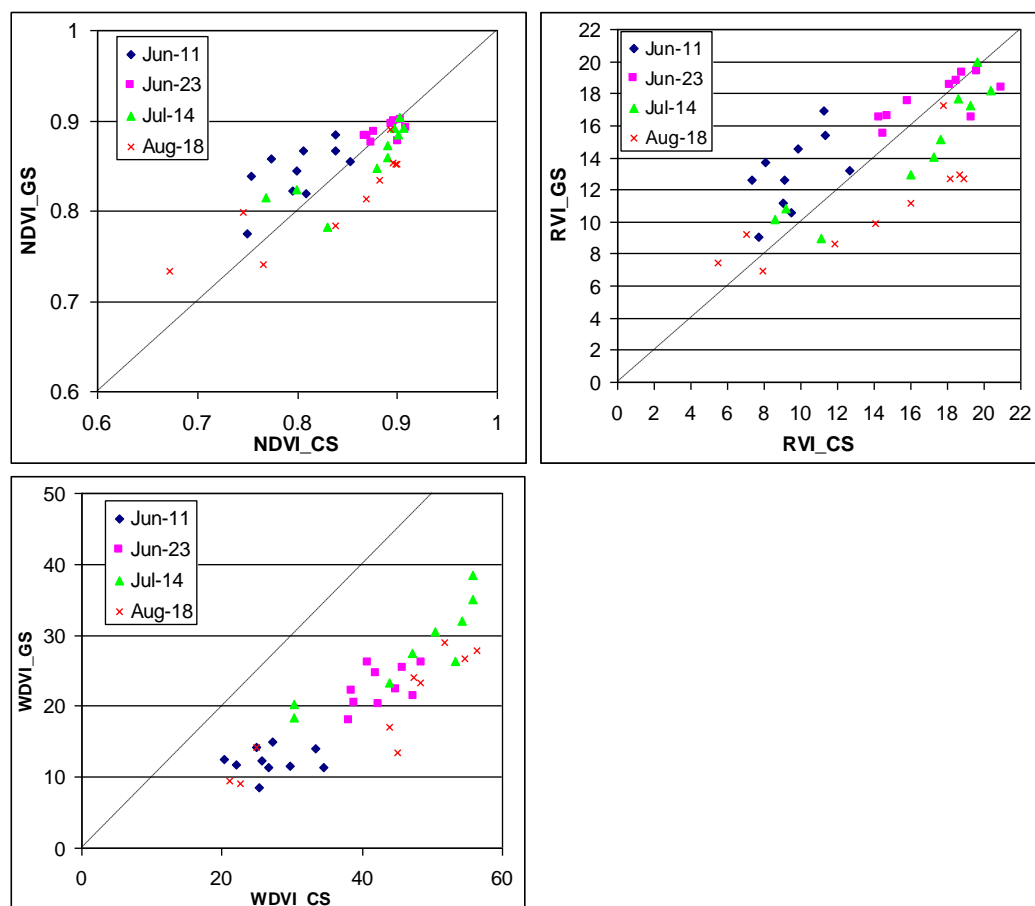 1
0.9
0.8
0.7
0.6
NDVI_GS
Jun-11
Jun-23
Jul-14
Aug-18
0.6 0.7 0.8 0.9 1
NDVI_CS
22
20
18
16
14
12
10
8
6
4
2
0
RVI_GS
Jun-11
Jun-23
Jul-14
Aug-18
0 2 4 6 8 10 12 14 16 18 20 22
RVI_CS
50
40
30
20
10
0
WDVI_GS
Jun-11
Jun-23
Jul-14
Aug-18
0 20 40 60
WDVI_CS